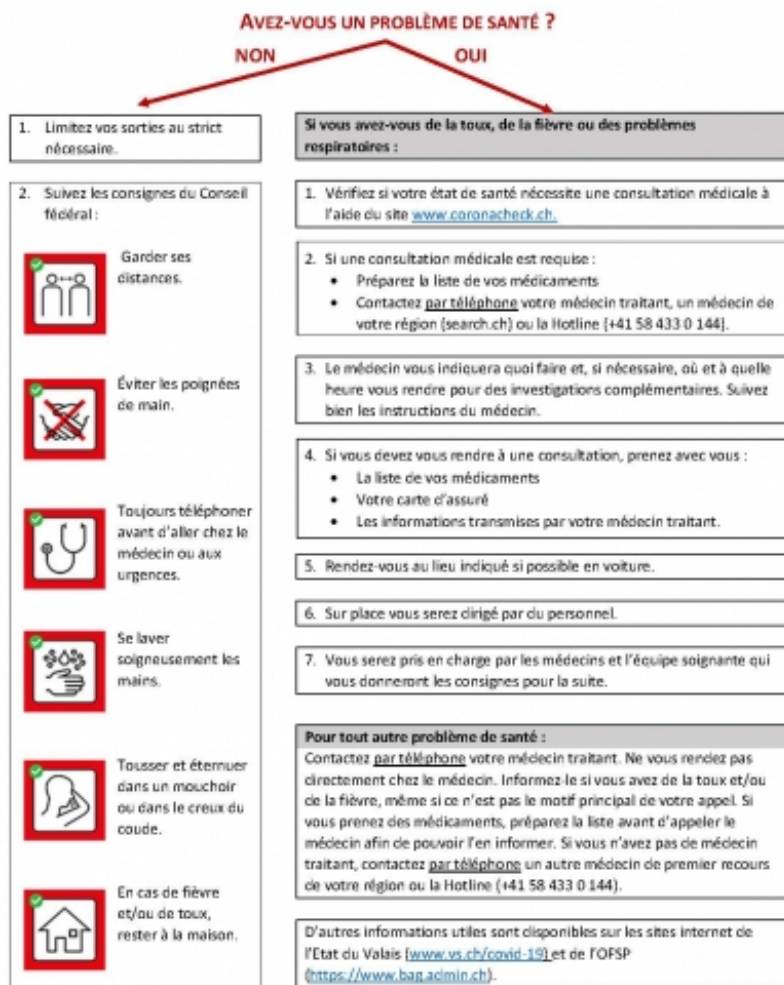 AVEZ-VOUS UN PROBLÈME DE SANTÉ ?
NON
OUI
1. Limitez vos sorties au strict
nécessaire.
2. Suivez les consignes du Conseil
fédéral :
Garder ses
distances.
Éviter les poignées
de main.
Toujours téléphoner
avant d'aller chez le
médecin ou aux
urgences.
Se laver
soigneusement les
mains.
Tousser et éternuer
dans un mouchoir
ou dans le creux du
coude.
En cas de fièvre
et/ou de toux,
rester à la maison.
Si vous avez-vous de la toux, de la fièvre ou des problèmes
respiratoires :
1. Vérifiez si votre état de santé nécessite une consultation médicale à
l'aide du site www.coronacheck.ch.
2. Si une consultation médicale est requise :
• Préparez la liste de vos médicaments
• Contactez par téléphone votre médecin traitant, un médecin de
votre région (search.ch) ou la Hotline (+41 58 433 0 144).
3. Le médecin vous indiquera quoi faire et, si nécessaire, où et à quelle
heure vous rendre pour des investigations complémentaires. Suivez
bien les instructions du médecin.
4. Si vous devez vous rendre à une consultation, prenez avec vous :
• La liste de vos médicaments
• Votre carte d'assuré
• Les informations transmises par votre médecin traitant.
5. Rendez-vous au lieu indiqué si possible en voiture.
6. Sur place vous serez dirigé par du personnel.
7. Vous serez pris en charge par les médecins et l'équipe soignante qui
vous donneront les consignes pour la suite.
Pour tout autre problème de santé :
Contactez par téléphone votre médecin traitant. Ne vous rendez pas
directement chez le médecin. Informez-le si vous avez de la toux et/ou
de la fièvre, même si ce n'est pas le motif principal de votre appel. Si
vous prenez des médicaments, préparez la liste avant d'appeler le
médecin afin de pouvoir l'en informer. Si vous n'avez pas de médecin
traitant, contactez par téléphone un autre médecin de premier recours
de votre région ou la Hotline (+41 58 433 0 144).
D'autres informations utiles sont disponibles sur les sites internet de
l'Etat du Valais (www.vs.ch/covid-19) et de l'OFSP
(https://www.bag.admin.ch).